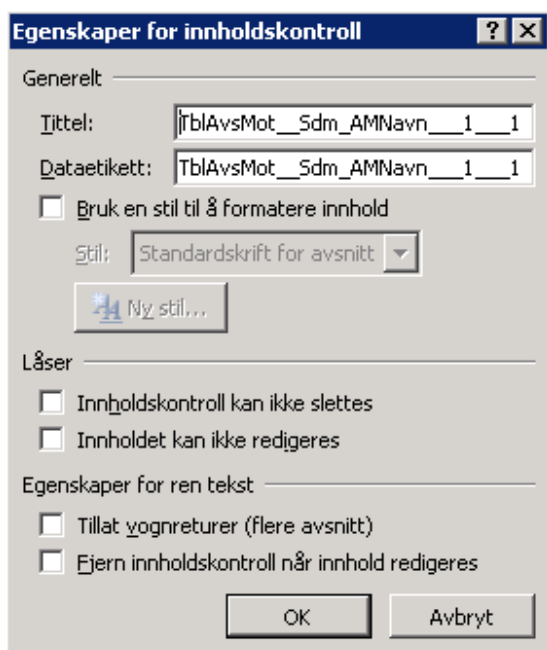 Egenskaper for innholdskontroll
Generelt
Tittel: TblAvsMot__Sdm_AMNavn___1___1
Dataetikett: TblAvsMot__Sdm_AMNavn___1___1
Bruk en stil til å formatere innhold
Stil: Standardskrift for avsnitt
Ny stil...
Låser
Innholdskontroll kan ikke slettes
Innholdet kan ikke redigeres
Egenskaper for ren tekst
Tillat vognreturer (flere avsnitt)
Fjern innholdskontroll når innhold redigeres
OK Avbryt